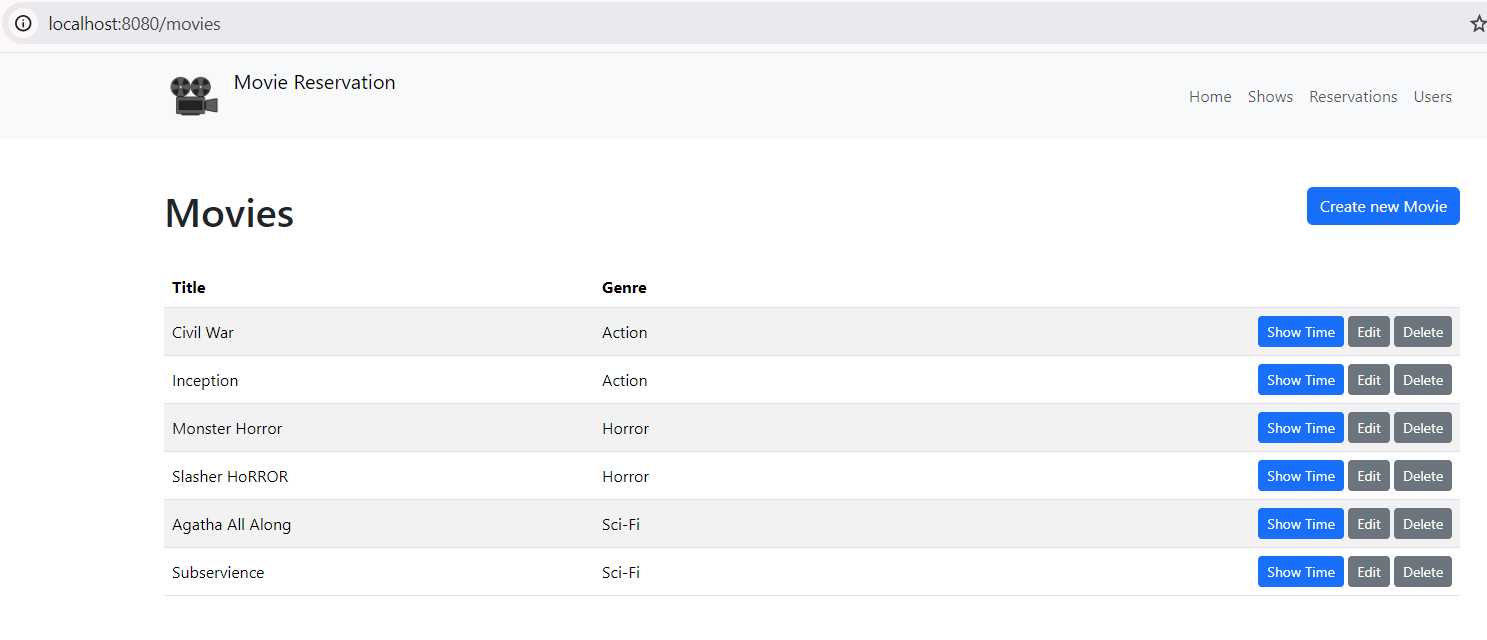 localhost:8080/movies
Movie Reservation
Home Shows Reservations Users
Movies
Create new Movie
Title Genre
Civil War Action Show Time Edit Delete
Inception Action Show Time Edit Delete
Monster Horror Horror Show Time Edit Delete
Slasher HoRROR Horror Show Time Edit Delete
Agatha All Along Sci-Fi Show Time Edit Delete
Subservience Sci-Fi Show Time Edit Delete